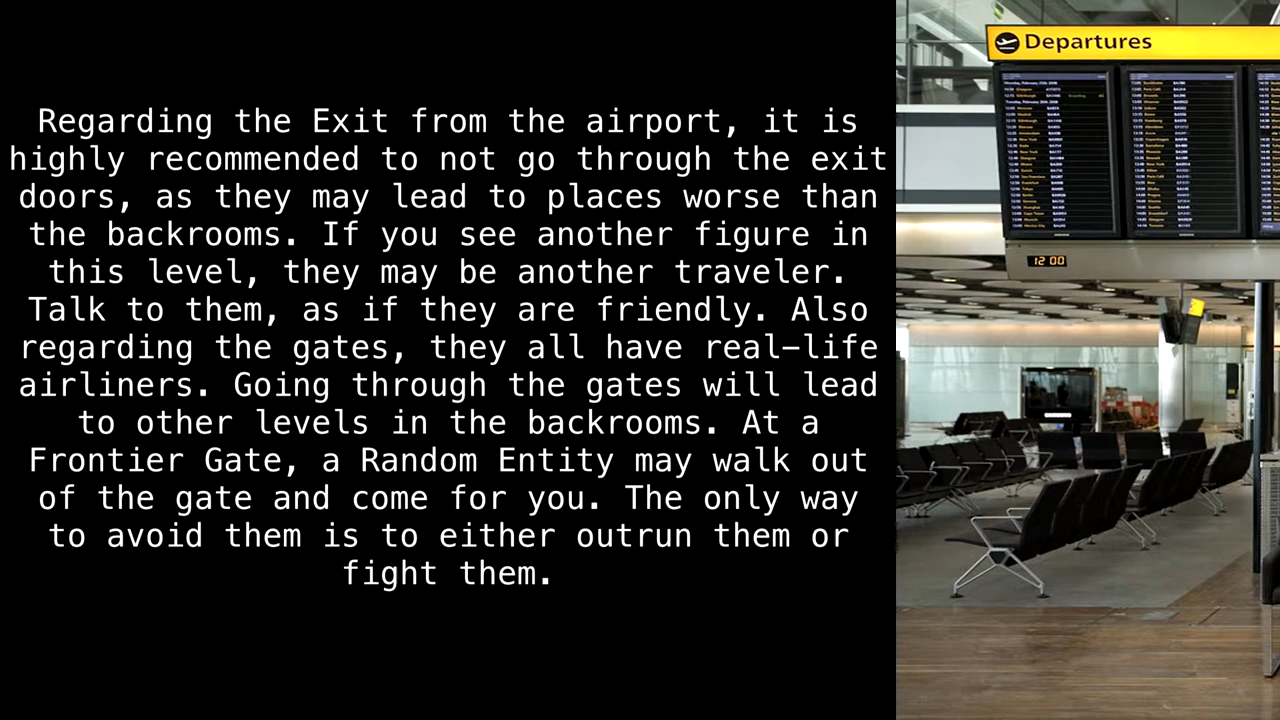 Regarding the Exit from the airport, it is
highly recommended to not go through the exit
doors, as they may lead to places worse than
the backrooms. If you see another figure in
this level, they may be another traveler.
Talk to them, as if they are friendly. Also
regarding the gates, they all have real-life
airliners. Going through the gates will lead
to other levels in the backrooms. At a
Frontier Gate, a Random Entity may walk out
of the gate and come for you. The only way
to avoid them is to either outrun them or
fight them.
Departures
12 00
SAMSUNG